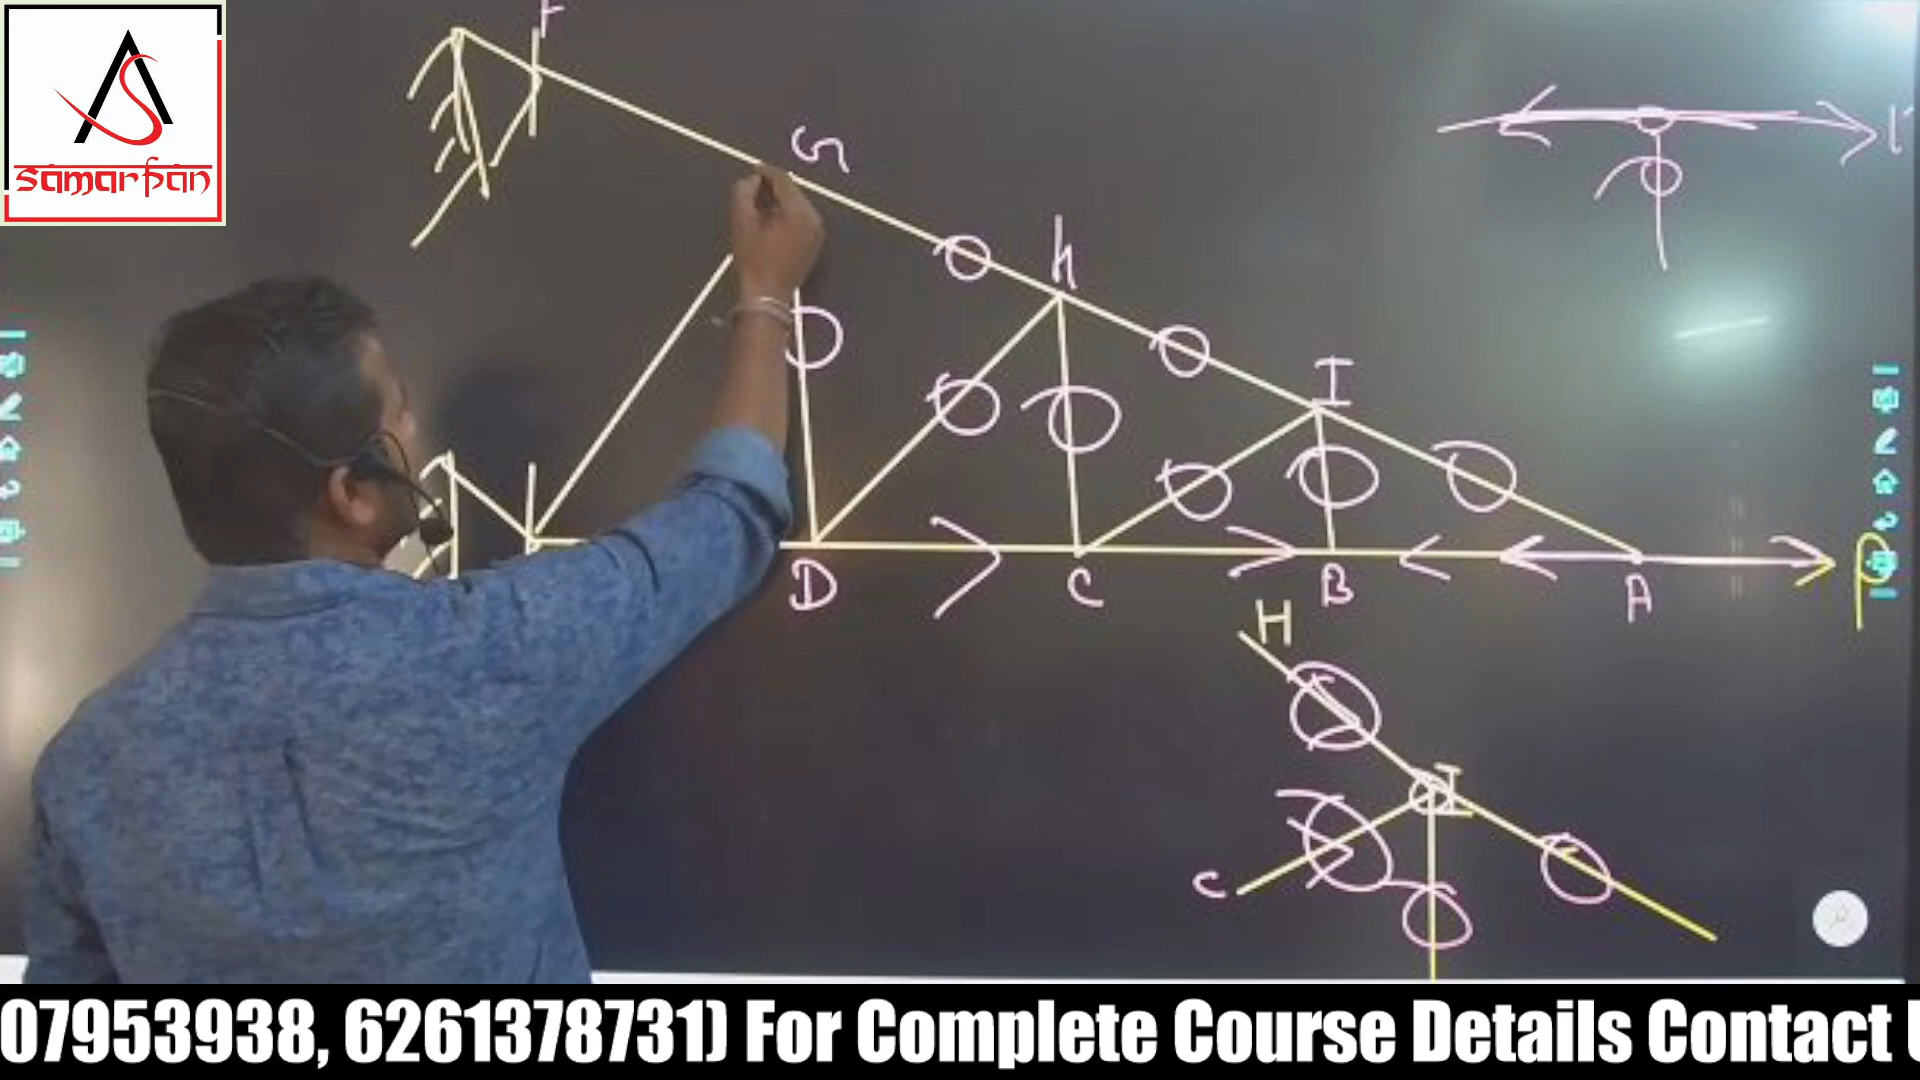 samarpan
F
G
h
I
P
D
C
B
A
H
I
C
07953938, 6261378731) For Complete Course Details Contact U